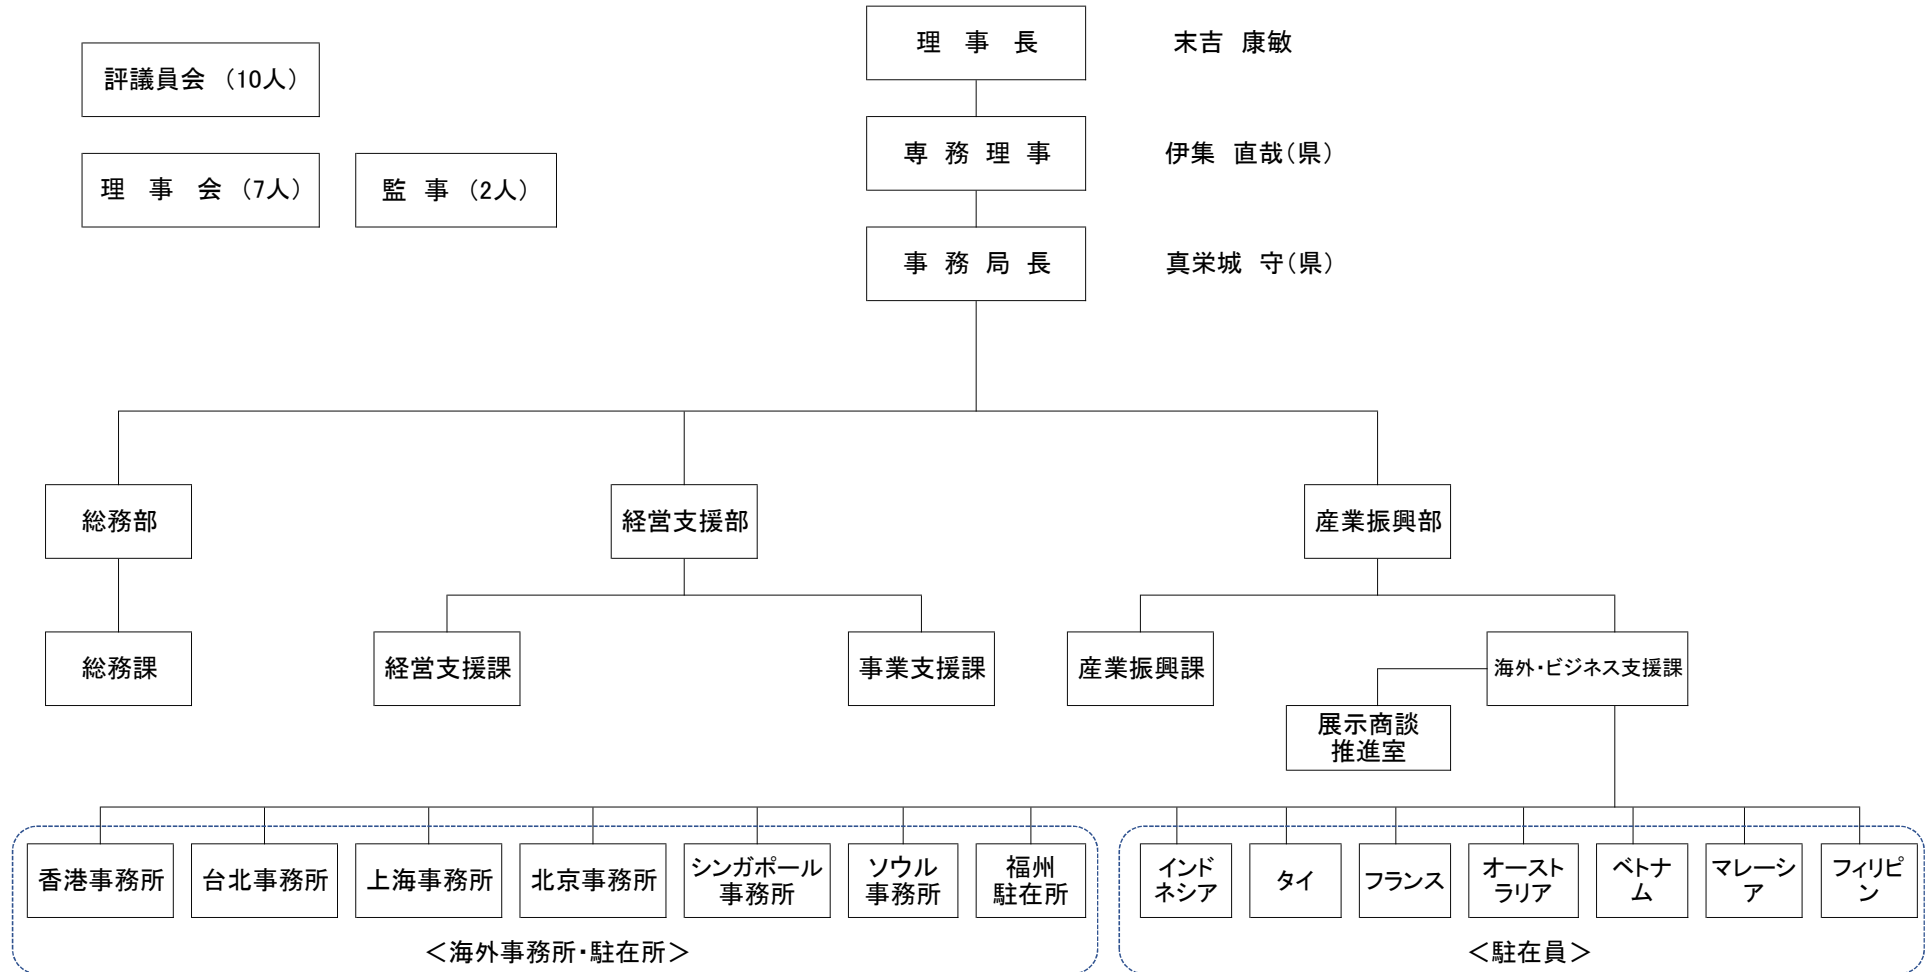 理 事 長
末吉 康敏
評議員会 (10人)
専 務 理 事
伊集 直哉(県)
理 事 会 (7人)
監 事 (2人)
事 務 局 長
真栄城 守(県)
総務部
経営支援部
産業振興部
総務課
経営支援課
事業支援課
産業振興課
海外・ビジネス支援課
展示商談
推進室
香港事務所
台北事務所
上海事務所
北京事務所
シンガポール
事務所
ソウル
事務所
福州
駐在所
インド
ネシア
タイ
フランス
オースト
ラリア
ベトナ
ム
マレーシ
ア
フィリピ
ン
<海外事務所・駐在所>
<駐在員>